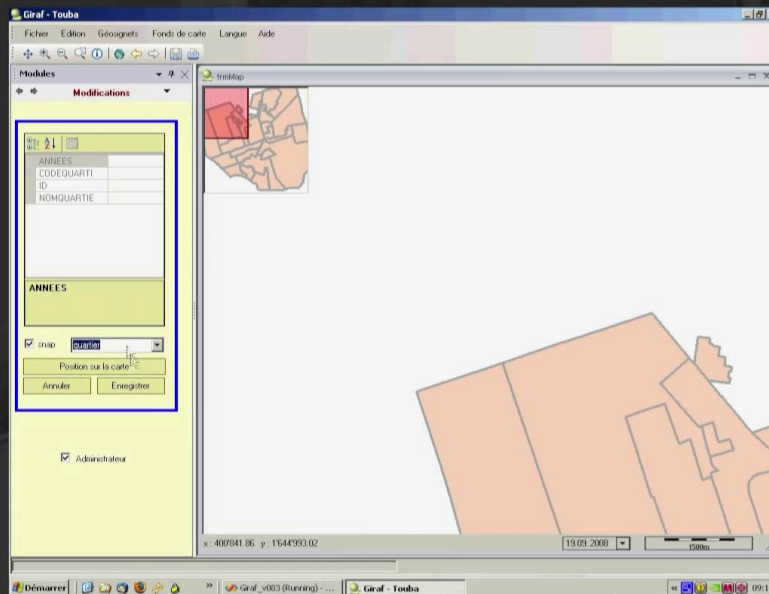 Giraf - Touba
Fichier Edition Géosignets Fonds de carte Langue Aide
Modules
Modifications
frmMap
ANNEES
CODEQUARTI
ID
NOMQUARTIE
ANNEES
snap quartier
Position sur la carte
Annuler Enregistrer
Administrateur
x : 400'841.86 y : 1'644'993.02
19.09.2008
1500m
Démarrer
Giraf_v083 (Running) - ...
Giraf - Touba